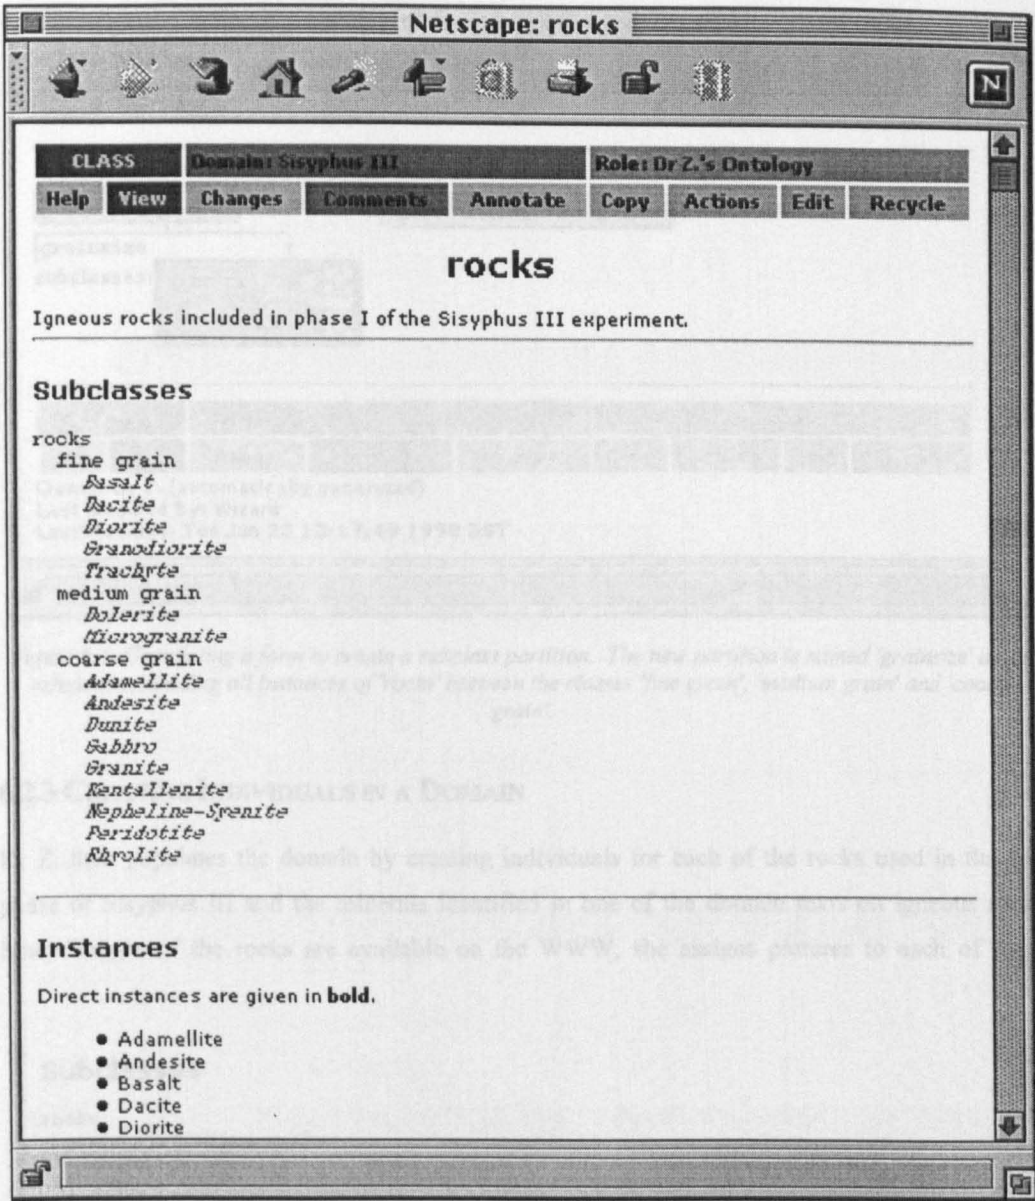 Netscape: rocks
N
CLASS Domain: Sisyphus III Role: Dr Z.'s Ontology
Help View Changes Comments Annotate Copy Actions Edit Recycle
rocks
Igneous rocks included in phase I of the Sisyphus III experiment.
Subclasses
rocks
fine grain
Basalt
Dacite
Diorite
Granodiorite
Trachyte
medium grain
Dolerite
Microgranite
coarse grain
Adamellite
Andesite
Dunite
Gabbro
Granite
Kentallenite
Nepheline-Syenite
Peridotite
Rhyolite
Instances
Direct instances are given in bold.
● Adamellite
● Andesite
● Basalt
● Dacite
● Diorite